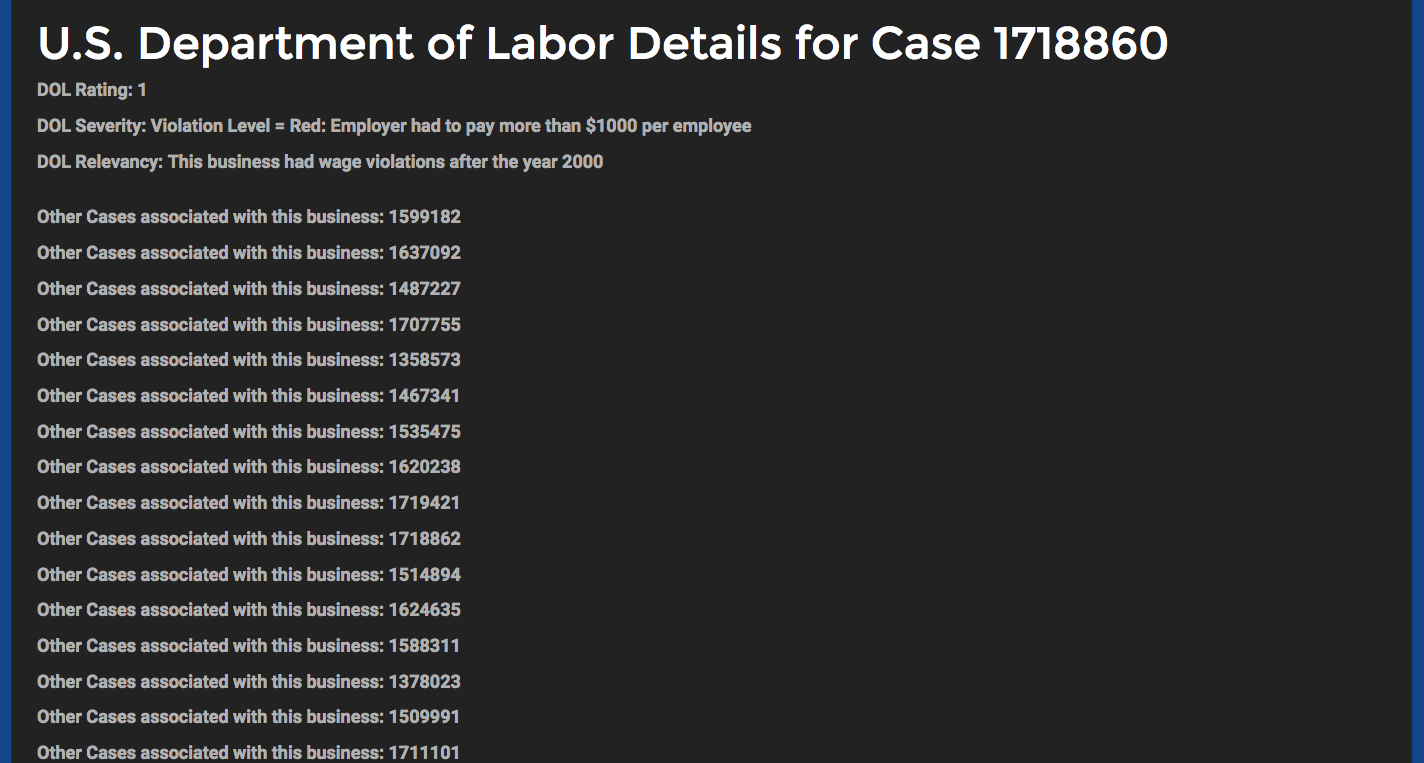 U.S. Department of Labor Details for Case 1718860
DOL Rating: 1
DOL Severity: Violation Level = Red: Employer had to pay more than $1000 per employee
DOL Relevancy: This business had wage violations after the year 2000
Other Cases associated with this business: 1599182
Other Cases associated with this business: 1637092
Other Cases associated with this business: 1487227
Other Cases associated with this business: 1707755
Other Cases associated with this business: 1358573
Other Cases associated with this business: 1467341
Other Cases associated with this business: 1535475
Other Cases associated with this business: 1620238
Other Cases associated with this business: 1719421
Other Cases associated with this business: 1718862
Other Cases associated with this business: 1514894
Other Cases associated with this business: 1624635
Other Cases associated with this business: 1588311
Other Cases associated with this business: 1378023
Other Cases associated with this business: 1509991
Other Cases associated with this business: 1711101